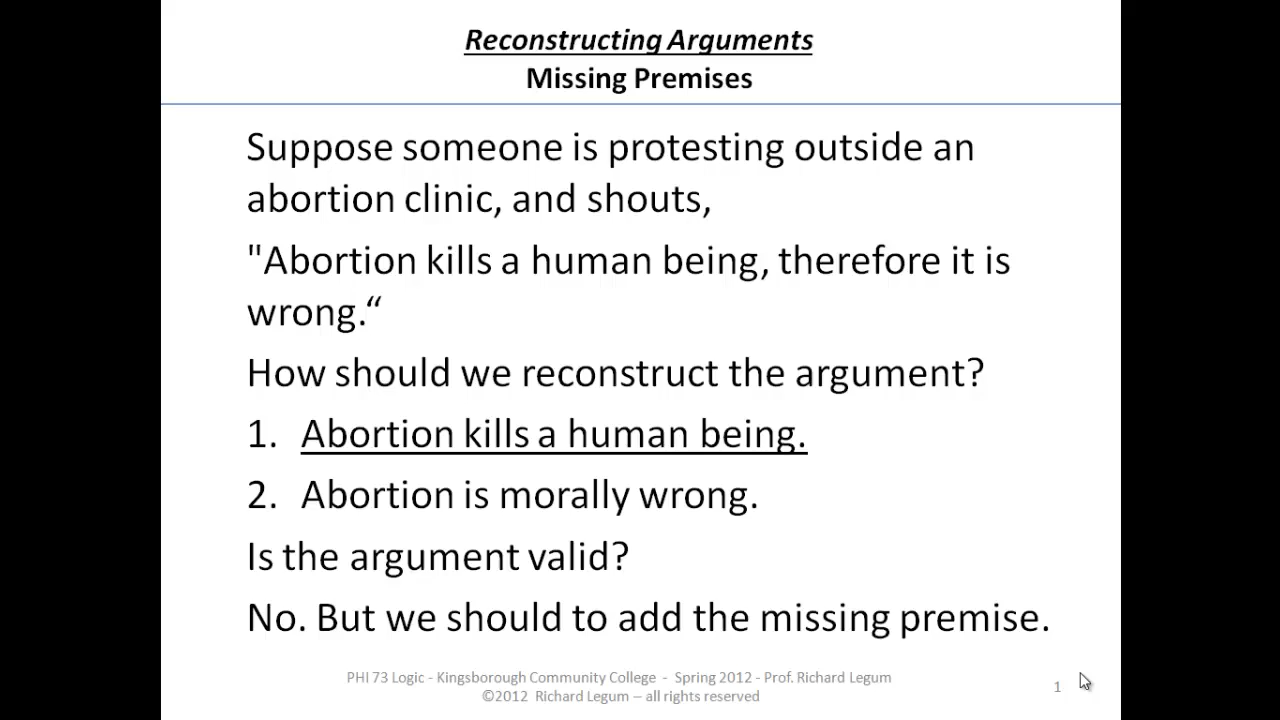 Reconstructing Arguments
Missing Premises
Suppose someone is protesting outside an
abortion clinic, and shouts,
"Abortion kills a human being, therefore it is
wrong.“
How should we reconstruct the argument?
1. Abortion kills a human being.
2. Abortion is morally wrong.
Is the argument valid?
No. But we should to add the missing premise.
PHI 73 Logic - Kingsborough Community College - Spring 2012 - Prof. Richard Legum
©2012 Richard Legum – all rights reserved
1